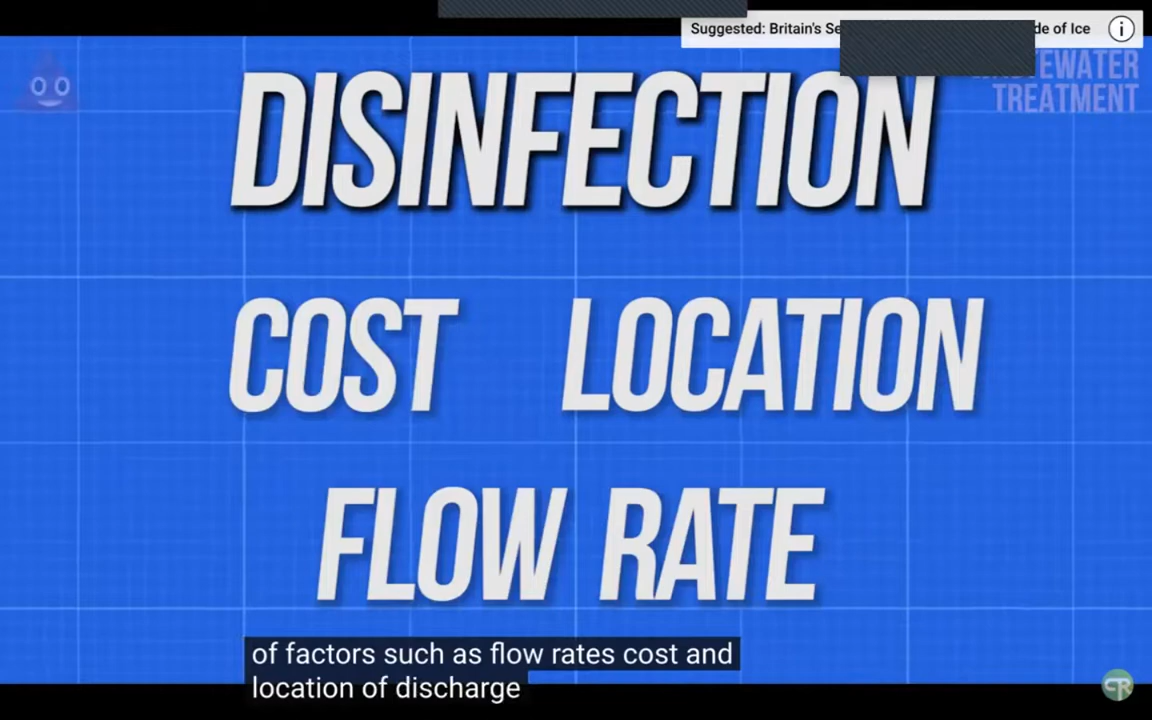 Suggested: Britain's Se de of Ice
TREATMENT
DISINFECTION
COST LOCATION
FLOW RATE
of factors such as flow rates cost and
location of discharge